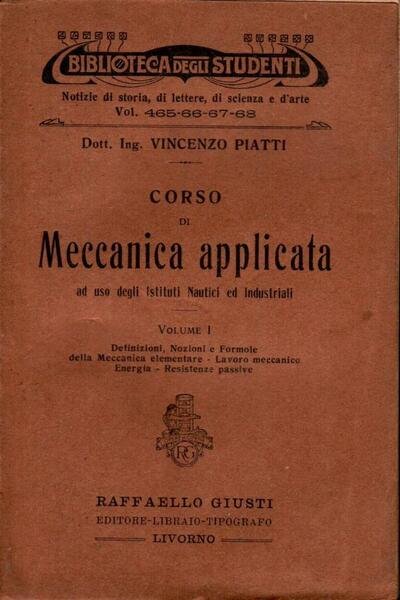 BIBLIOTECA DEGLI STUDENTI
Notizie di storia, di lettere, di scienza e d'arte
Vol. 465-66-67-68
Dott. Ing. VINCENZO PIATTI
CORSO
DI
Meccanica applicata
ad uso degli Istituti Nautici ed Industriali
VOLUME I
Definizioni, Nozioni e Formole
della Meccanica elementare - Lavoro meccanico
Energia - Resistenze passive
RG
RAFFAELLO GIUSTI
EDITORE-LIBRAIO-TIPOGRAFO
LIVORNO